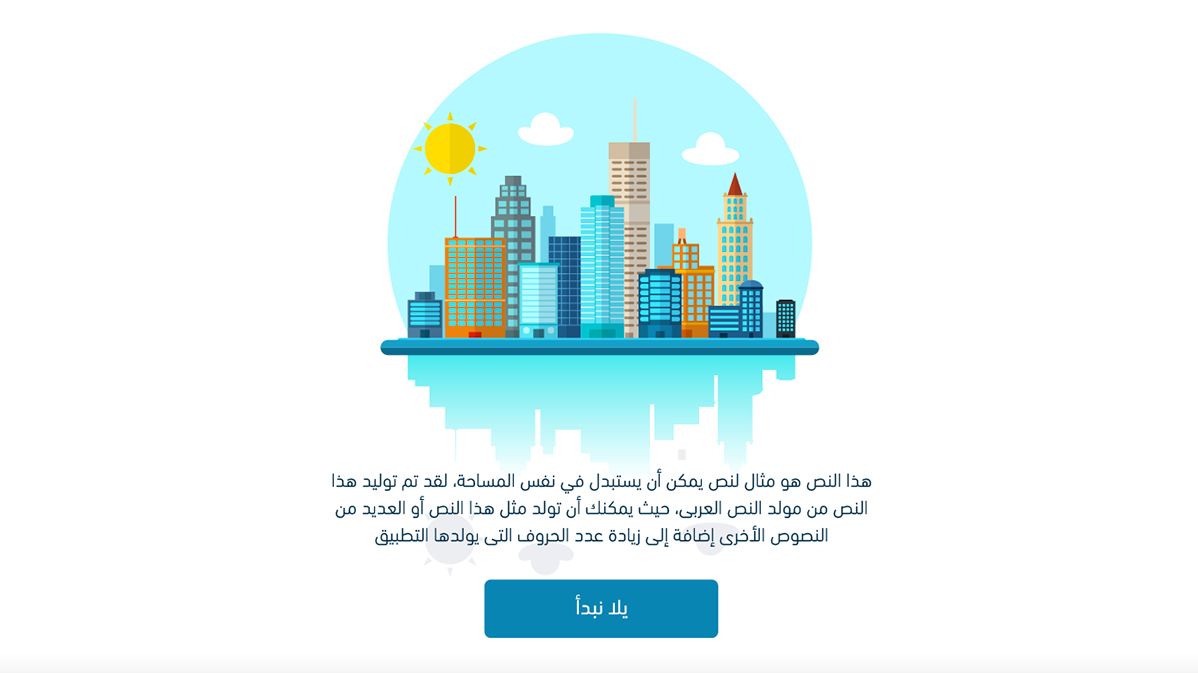 هذا النص هو مثال لنص يمكن أن يستبدل في نفس المساحة، لقد تم توليد هذا
النص من مولد النص العربى، حيث يمكنك أن تولد مثل هذا النص أو العديد من
النصوص الأخرى إضافة إلى زيادة عدد الحروف التى يولدها التطبيق
يلا نبدأ